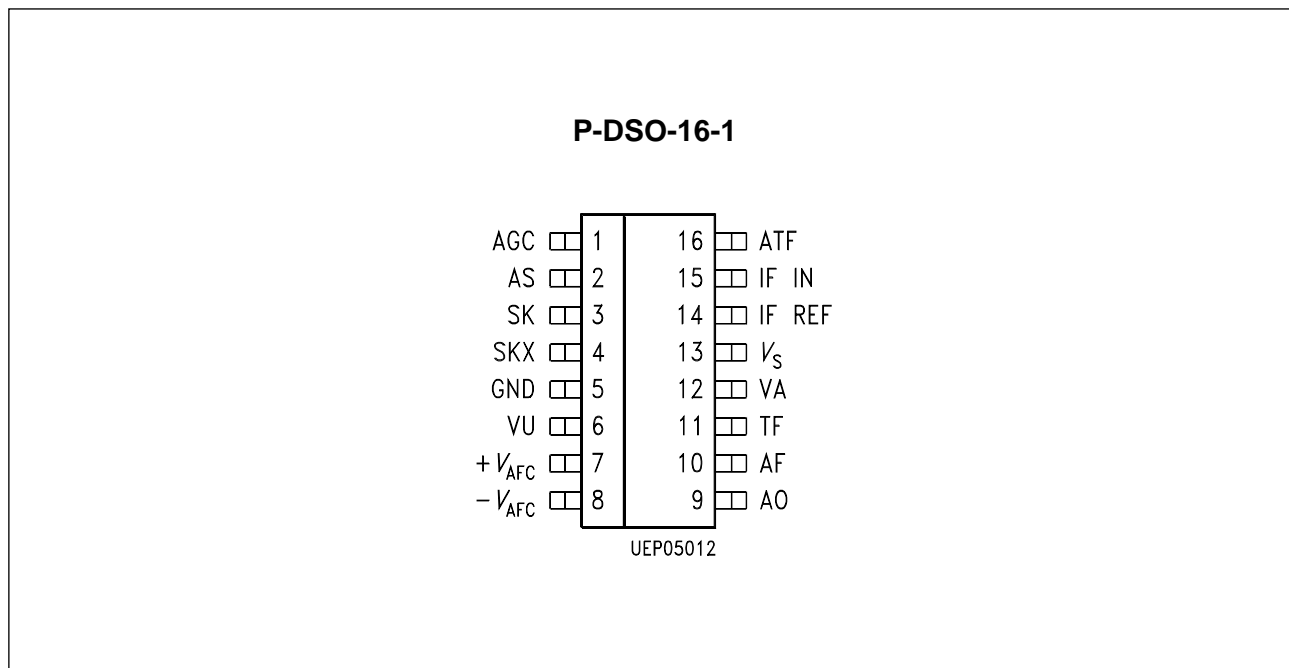 P-DSO-16-1
AGC 1 16 ATF
AS 2 15 IF IN
SK 3 14 IF REF
SKX 4 13 VS
GND 5 12 VA
VU 6 11 TF
+VAFC 7 10 AF
-VAFC 8 9 AO
UEP05012